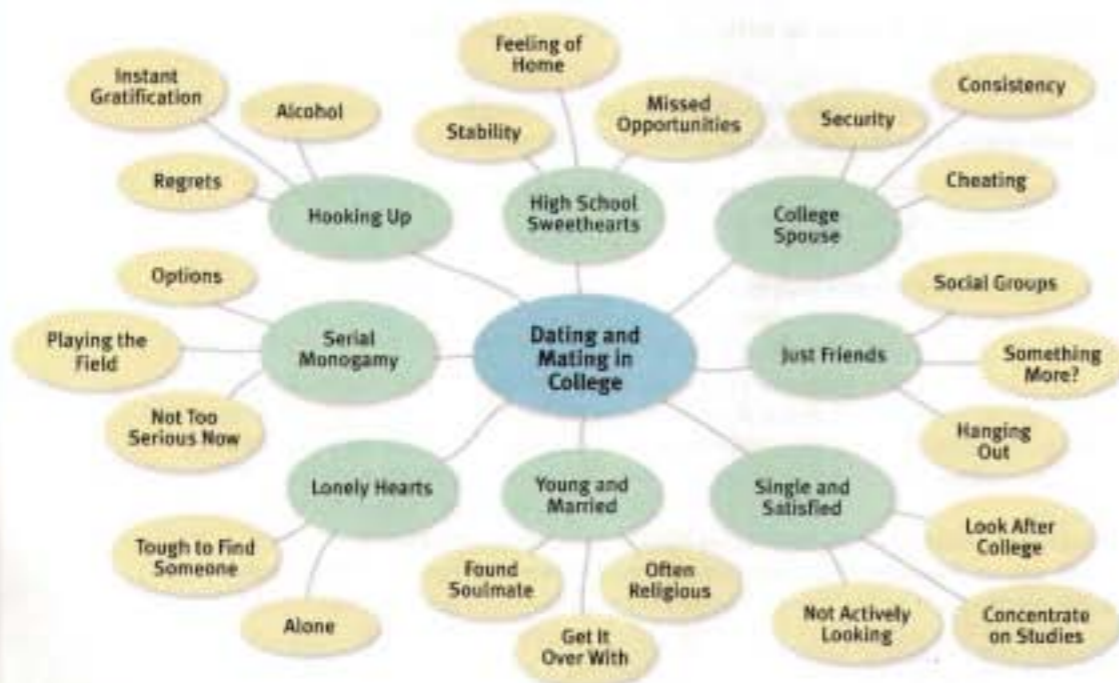 Feeling of
Home
Instant
Gratification
Alcohol
Stability
Missed
Opportunities
Security
Consistency
Regrets
Hooking Up
High School
Sweethearts
College
Spouse
Cheating
Options
Social Groups
Playing the
Field
Serial
Monogamy
Dating and
Mating in
College
Just Friends
Something
More?
Not Too
Serious Now
Hanging
Out
Lonely Hearts
Young and
Married
Single and
Satisfied
Look After
College
Tough to Find
Someone
Found
Soulmate
Often
Religious
Alone
Get It
Over With
Not Actively
Looking
Concentrate
on Studies